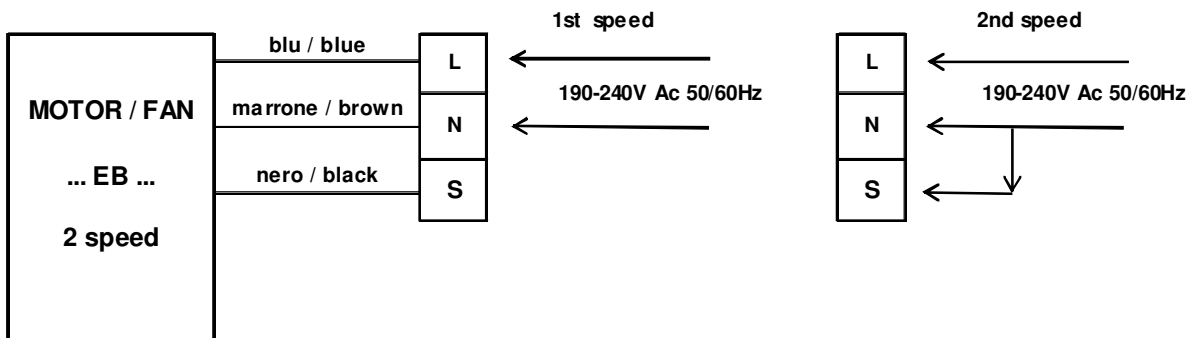 1st speed
2nd speed
blu / blue
L
L
190-240V Ac 50/60Hz
190-240V Ac 50/60Hz
MOTOR / FAN
marrone / brown
N
N
... EB ...
nero / black
S
S
2 speed